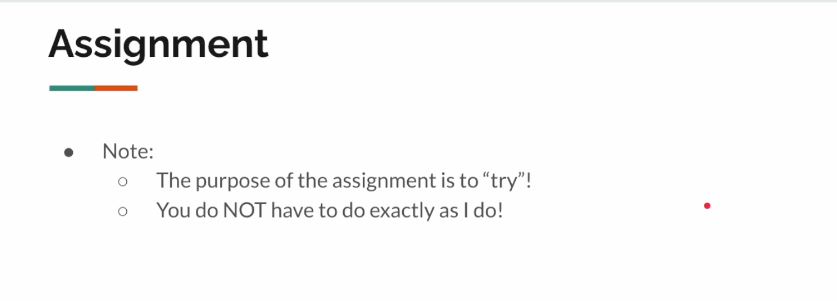 Assignment
● Note:
○ The purpose of the assignment is to “try”!
○ You do NOT have to do exactly as I do!